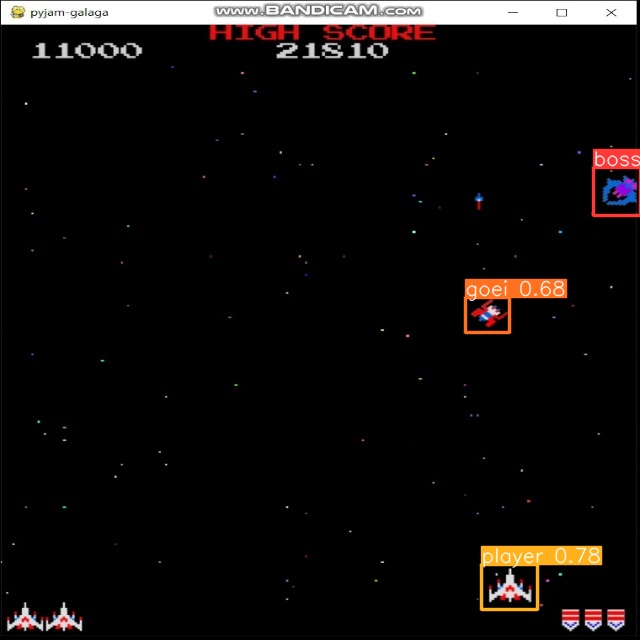 pyjam-galaga
www.BANDICAM.com
HIGH SCORE
11000
21810
boss
goei 0.68
player 0.78